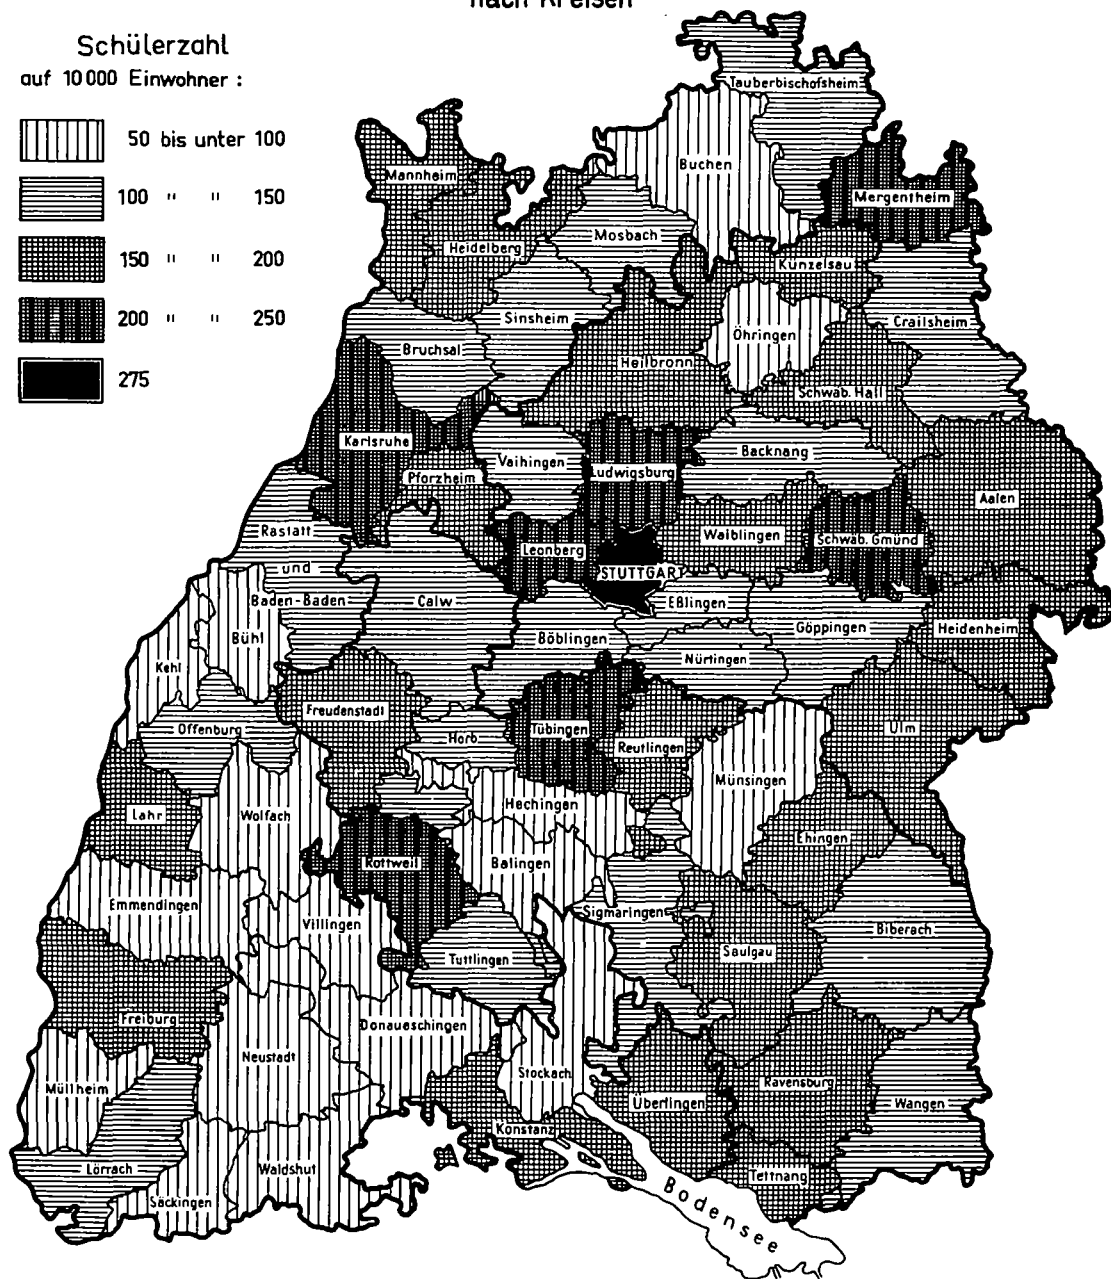 nach Kreisen
Schülerzahl
auf 10 000 Einwohner :
50 bis unter 100
100 " " 150
150 " " 200
200 " " 250
275
Tauberbischofsheim
Buchen
Mannheim
Mergentheim
Mosbach
Heidelberg
Künzelsau
Sinsheim
Crailsheim
Öhringen
Bruchsal
Heilbronn
Schwäb. Hall
Karlsruhe
Backnang
Vaihingen
Ludwigsburg
Pforzheim
Aalen
Rastatt
und
Baden-Baden
Waiblingen
Schwäb. Gmünd
Leonberg
STUTTGART
Calw
Eßlingen
Göppingen
Heidenheim
Bühl
Böblingen
Nürtingen
Kehl
Freudenstadt
Offenburg
Horb
Tübingen
Reutlingen
Ulm
Münsingen
Hechingen
Lahr
Wolfach
Ehingen
Rottweil
Balingen
Emmendingen
Villingen
Sigmaringen
Biberach
Saulgau
Tuttlingen
Freiburg
Donaueschingen
Neustadt
Stockach
Müllheim
Ravensburg
Überlingen
Wangen
Konstanz
Lörrach
Waldshut
Tettnang
Säckingen
Bodensee